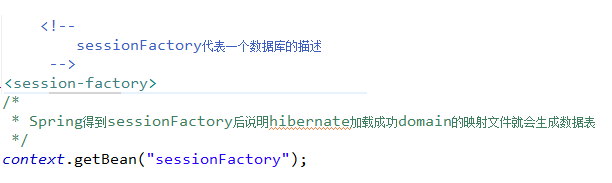 <!--
sessionFactory代表一个数据库的描述
-->
<session-factory>
/*
* Spring得到sessionFactory后说明hibernate加载成功domain的映射文件就会生成数据表
*/
context.getBean("sessionFactory");